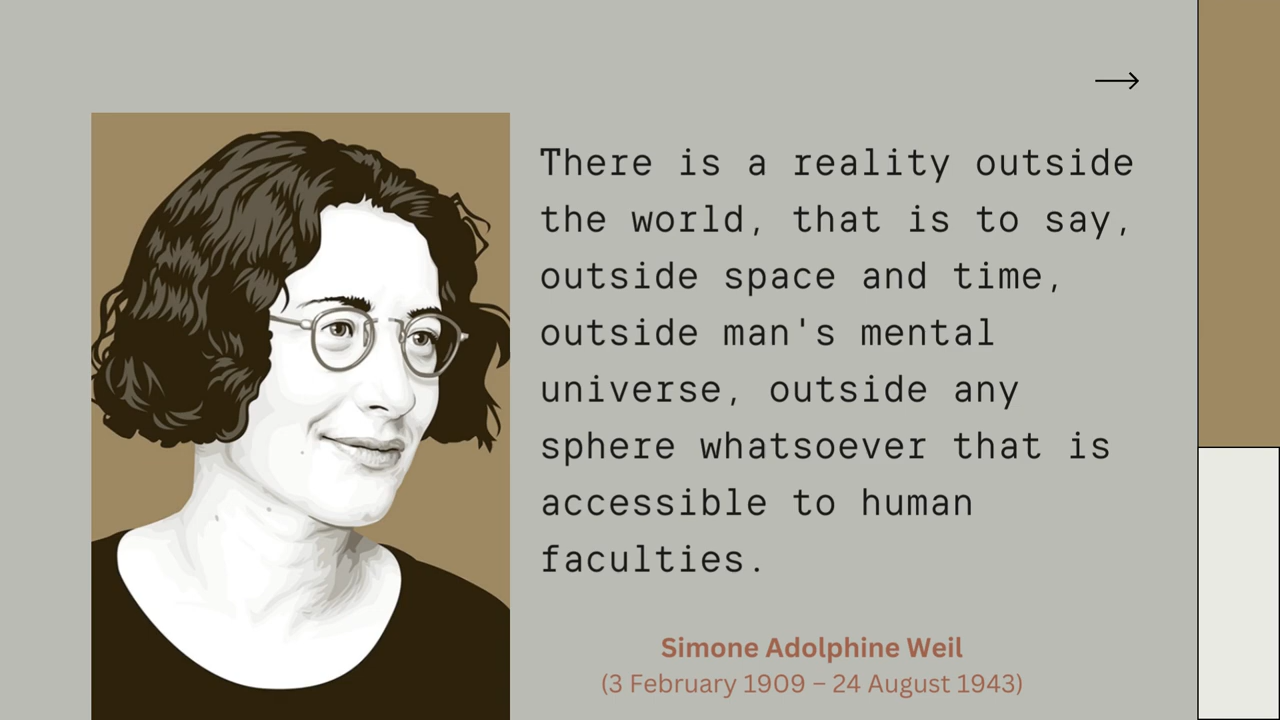 There is a reality outside
the world, that is to say,
outside space and time,
outside man's mental
universe, outside any
sphere whatsoever that is
accessible to human
faculties.
Simone Adolphine Weil
(3 February 1909 – 24 August 1943)